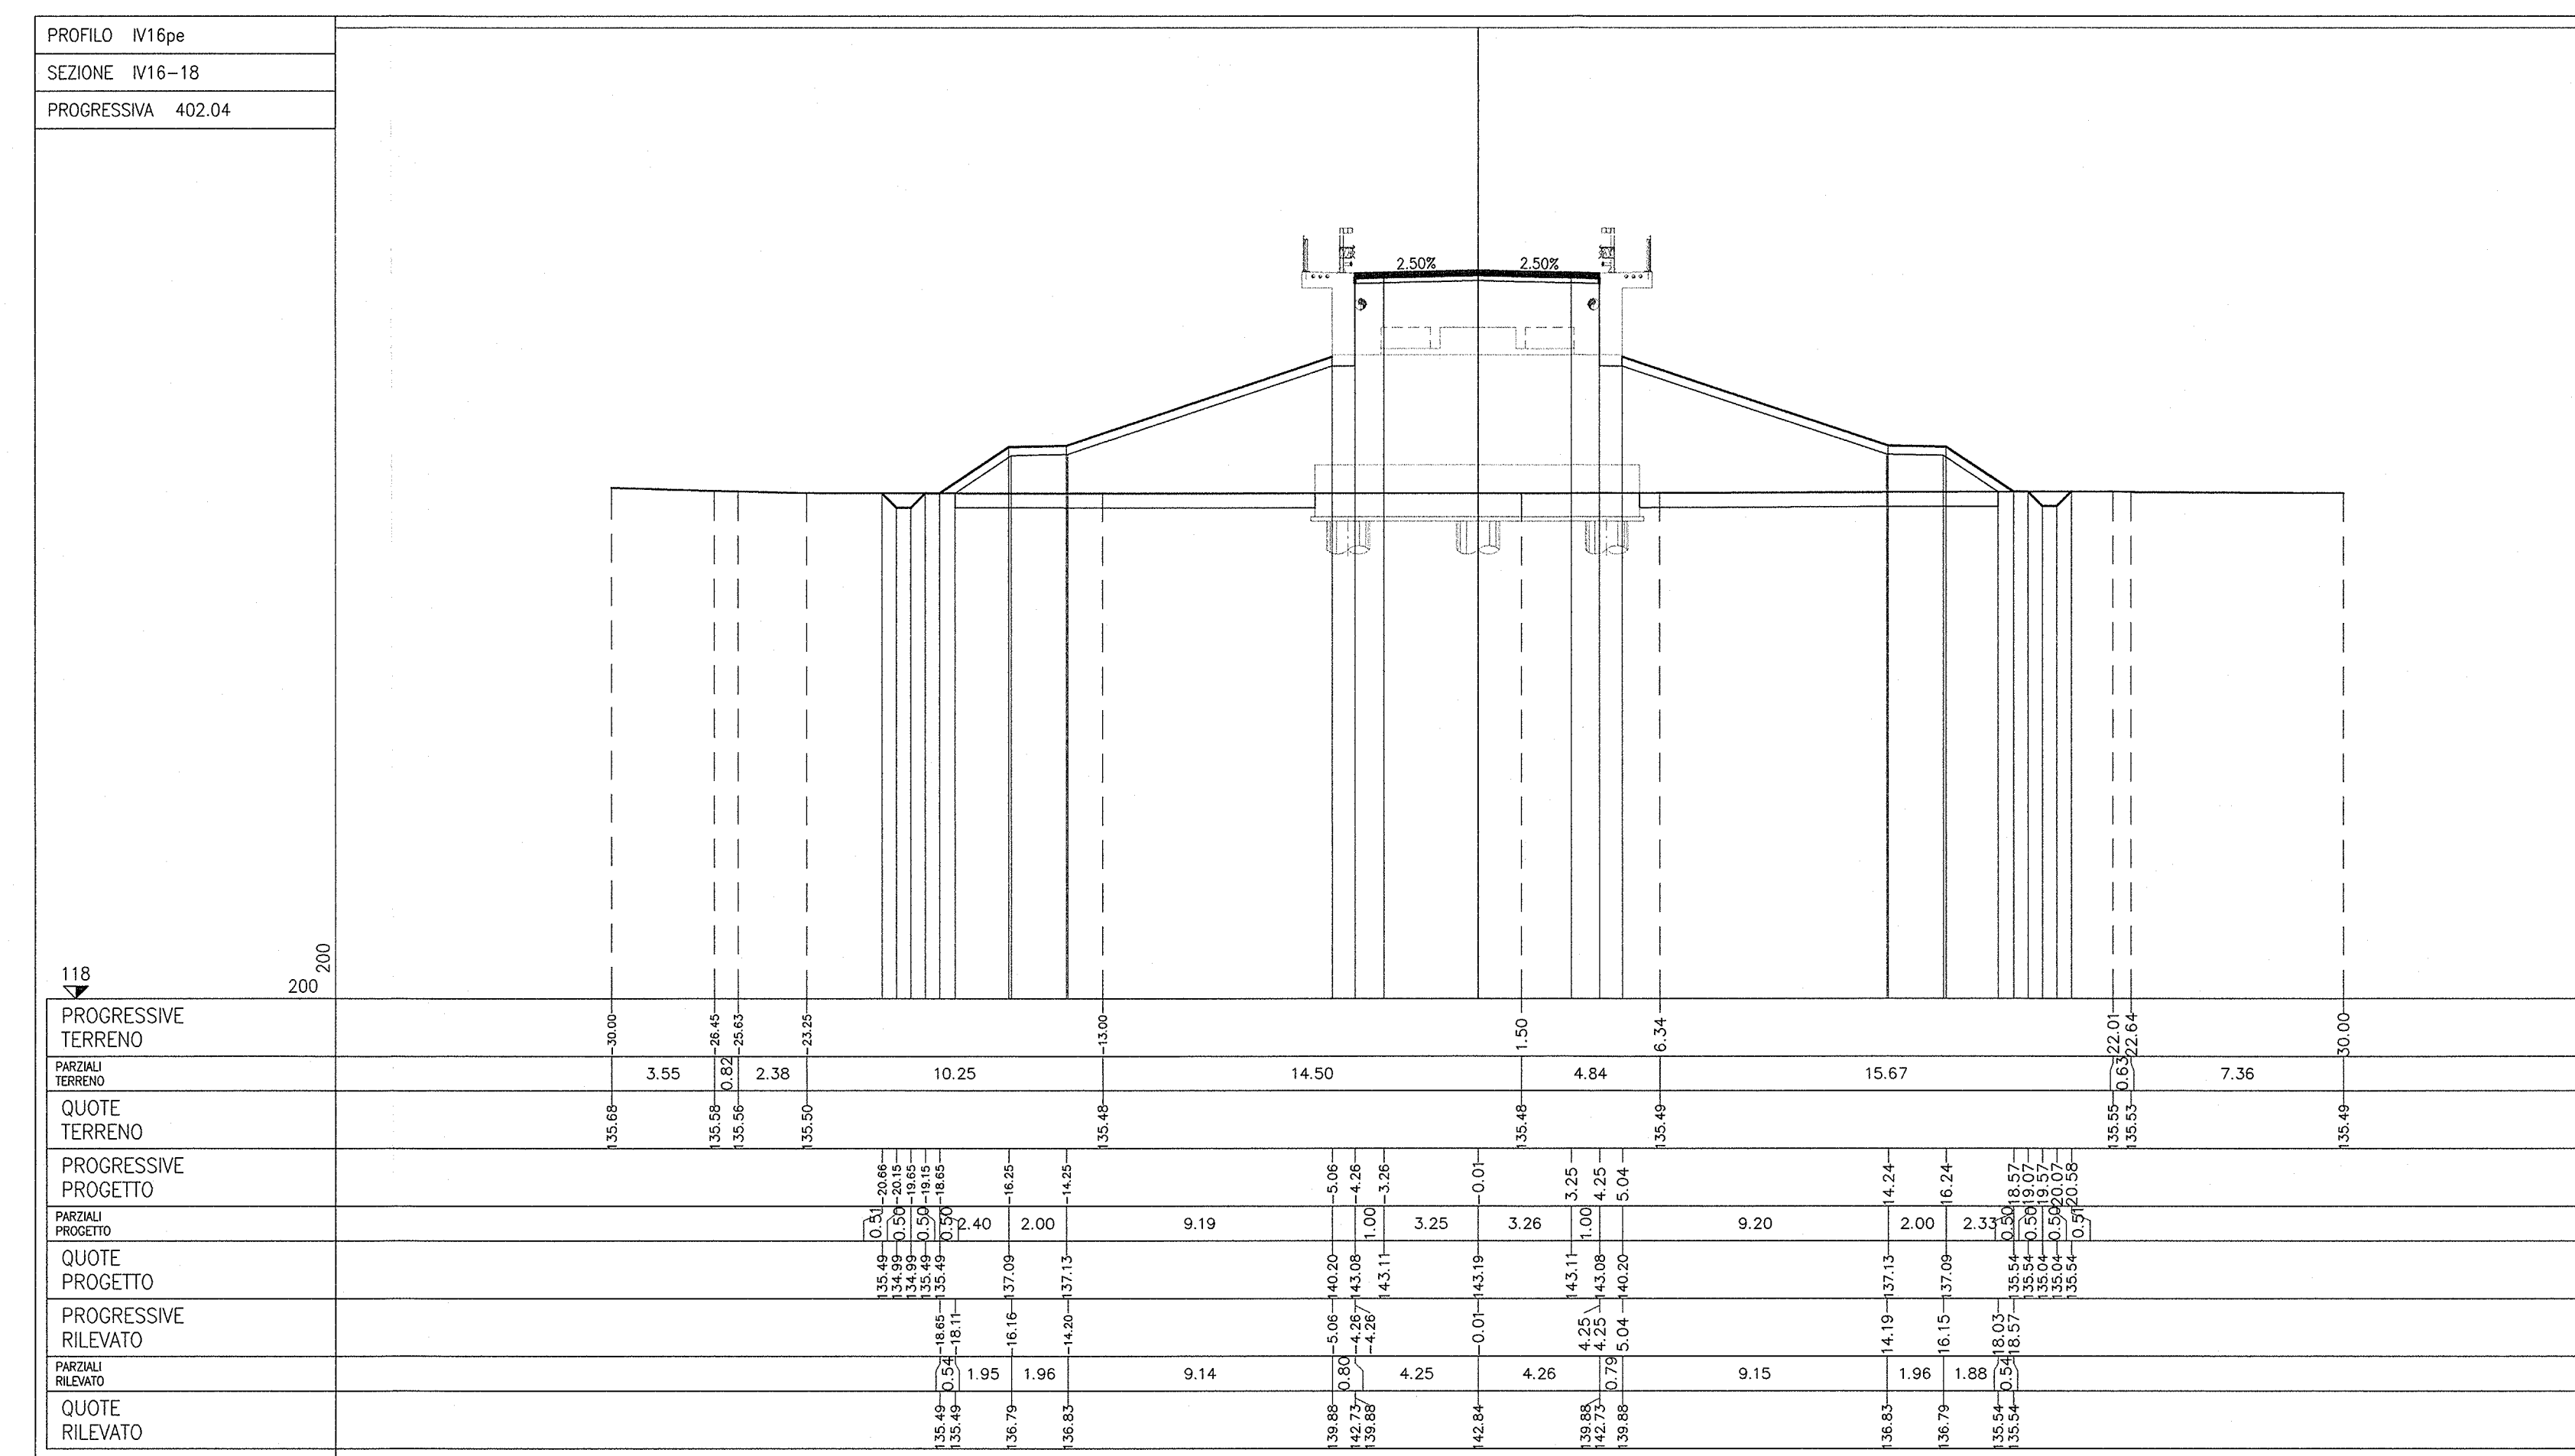 PROFILO IV16pe
SEZIONE IV16-18
PROGRESSIVA 402.04
2.50% 2.50%
118
200
200
PROGRESSIVE
TERRENO
-30.00 -26.45 -25.63 -23.25 -13.00 1.50 6.34 22.01 22.64 30.00
PARZIALI
TERRENO
3.55 0.82 2.38 10.25 14.50 4.84 15.67 0.63 7.36
QUOTE
TERRENO
135.68 135.58 135.56 135.50 135.48 135.48 135.49 135.55 135.53 135.49
PROGRESSIVE
PROGETTO
-20.66 -20.15 -19.65 -19.15 -18.65 -16.25 -14.25 -5.06 -4.26 -3.26 -0.01 3.25 4.25 5.04 14.24 16.24 18.57 19.07 19.57 20.07 20.58
PARZIALI
PROGETTO
0.51 0.50 0.50 0.50 2.40 2.00 9.19 1.00 3.25 3.26 1.00 9.20 2.00 2.33 0.50 0.50 0.50 0.51
QUOTE
PROGETTO
135.49 134.99 134.99 135.49 135.49 137.09 137.13 140.20 143.08 143.11 143.19 143.11 143.08 140.20 137.13 137.09 135.54 135.54 135.04 135.04 135.54
PROGRESSIVE
RILEVATO
-18.65 -18.11 -16.16 -14.20 -5.06 -4.26 -4.26 -0.01 4.25 4.25 5.04 14.19 16.15 18.03 18.57
PARZIALI
RILEVATO
0.54 1.95 1.96 9.14 0.80 4.25 4.26 0.79 9.15 1.96 1.88 0.54
QUOTE
RILEVATO
135.49 135.49 136.79 136.83 139.88 142.73 139.88 142.84 139.88 142.73 139.88 136.83 136.79 135.54 135.54